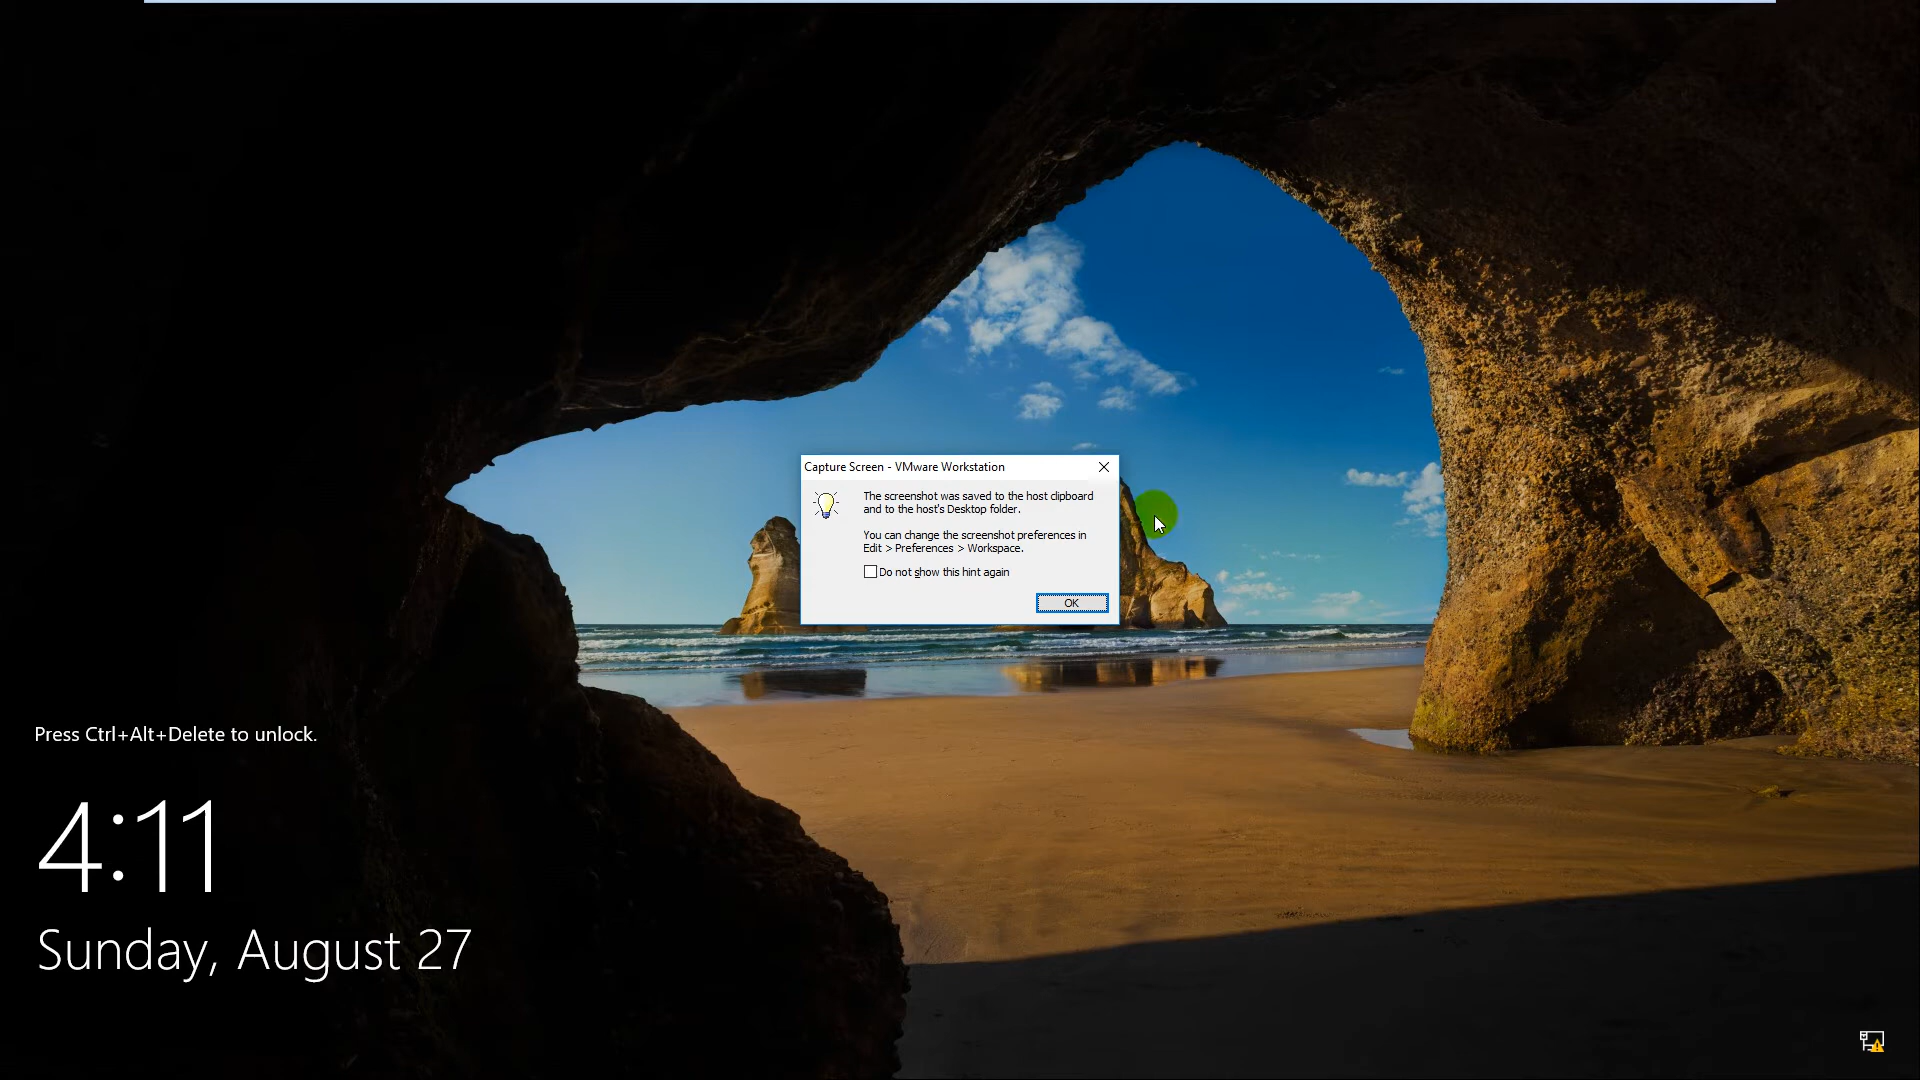 Capture Screen - VMware Workstation
The screenshot was saved to the host clipboard
and to the host's Desktop folder.
You can change the screenshot preferences in
Edit > Preferences > Workspace.
Do not show this hint again
OK
Press Ctrl+Alt+Delete to unlock.
4:11
Sunday, August 27